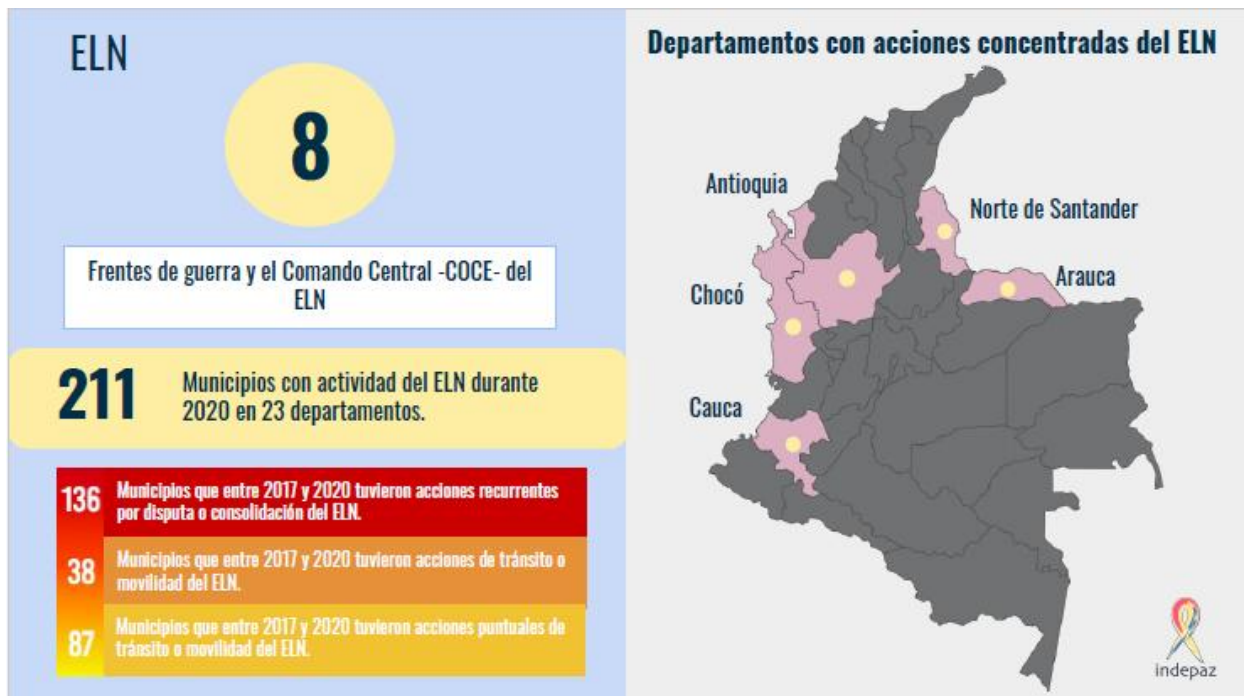 ELN
8
Frentes de guerra y el Comando Central -COCE- del
ELN
211
Municipios con actividad del ELN durante
2020 en 23 departamentos.
136
Municipios que entre 2017 y 2020 tuvieron acciones recurrentes
por disputa o consolidación del ELN.
38
Municipios que entre 2017 y 2020 tuvieron acciones de tránsito o
movilidad del ELN.
87
Municipios que entre 2017 y 2020 tuvieron acciones puntuales de
tránsito o movilidad del ELN.
Departamentos con acciones concentradas del ELN
Antioquia
Norte de Santander
Chocó
Arauca
Cauca
indepaz